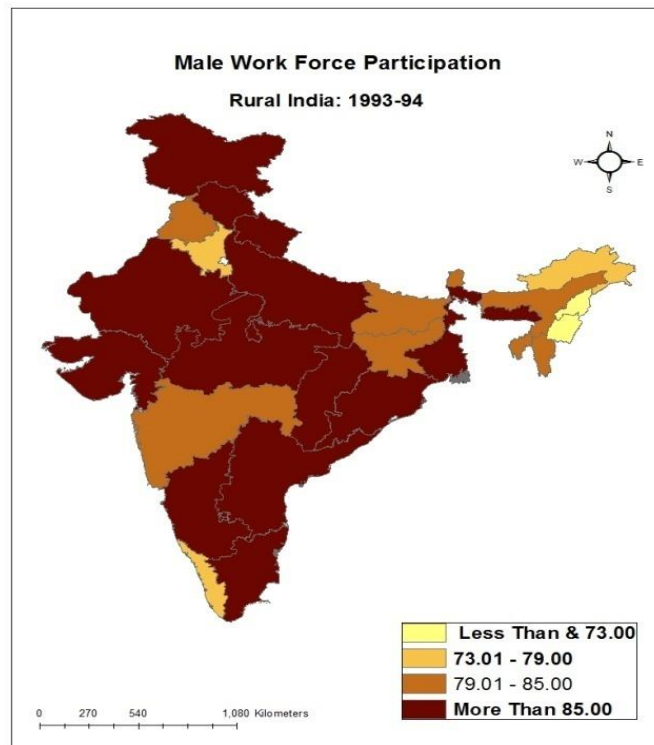 Male Work Force Participation
Rural India: 1993-94
N
W E
S
Less Than & 73.00
73.01 - 79.00
79.01 - 85.00
More Than 85.00
0 270 540 1,080 Kilometers